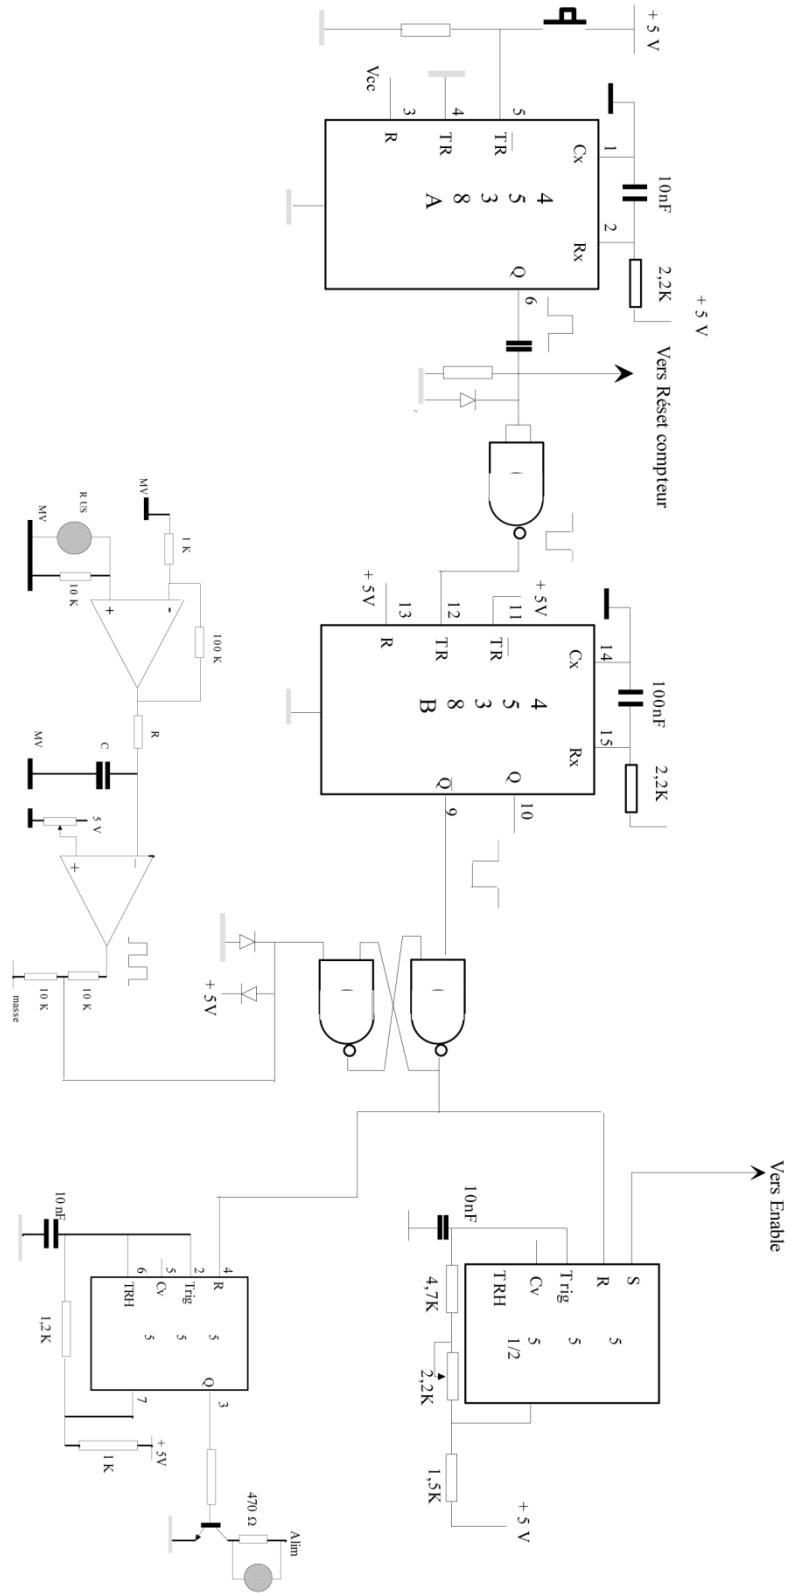 + 5 V
10nF
2,2K
+ 5 V
1
2
Cx
Rx
5
TR
4
TR
3
R
Vcc
4
5
3
8
A
Q
6
Vers Réset compteur
+ 5V
11
12
13
+ 5V
TR
TR
R
14
15
Cx
Rx
100nF
2,2K
4
5
3
8
B
Q
10
Q
9
Vers Enable
S
R
Trig
Cv
TRH
5
5
5
1/2
10nF
4,7K
2,2K
1,5K
+ 5 V
MV
1 K
100 K
R US
MV
10 K
-
+
R
C
MV
5 V
–
+
10 K
10 K
masse
+ 5V
4
2
5
6
R
Trig
Cv
TRH
5
5
5
Q
3
7
10 nF
1,2 K
1 K
+ 5V
470 Ω
Alim